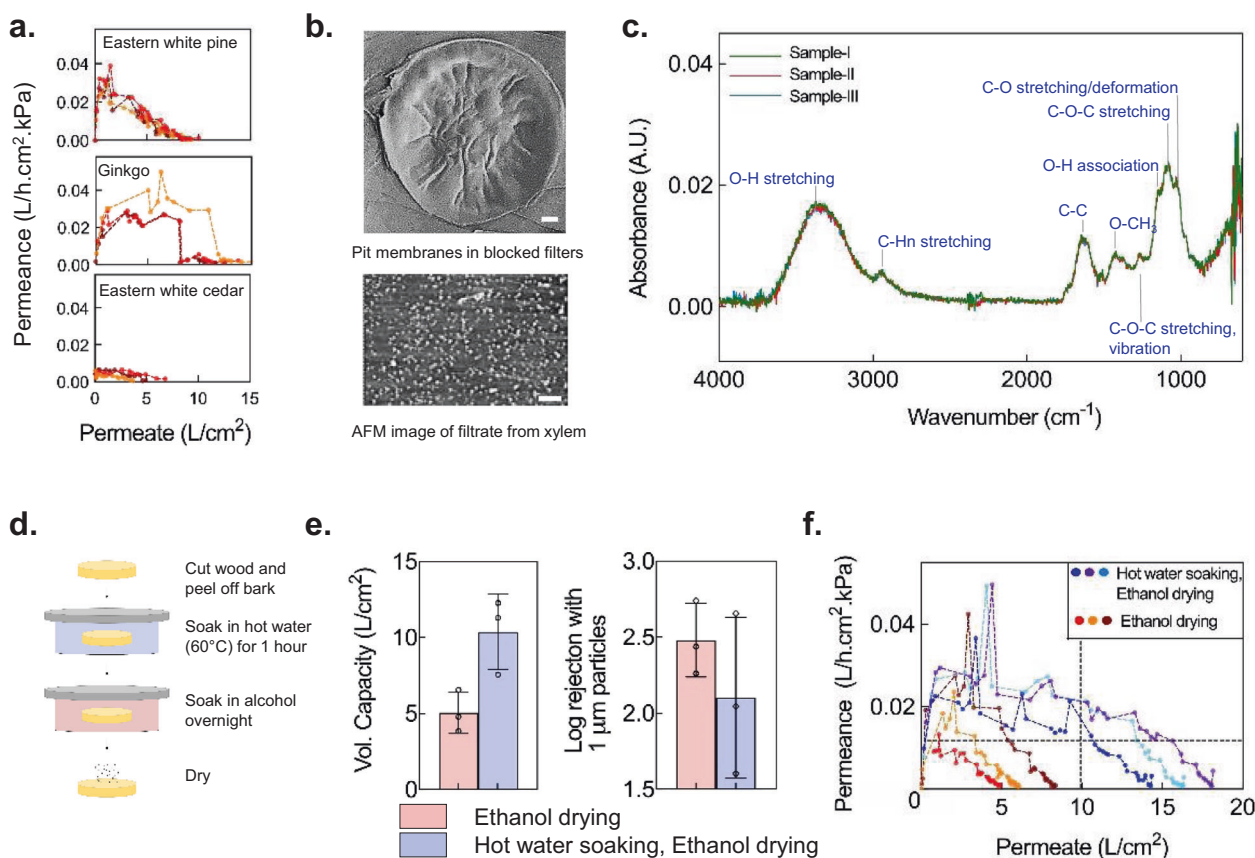 a.
Eastern white pine
Permeance (L/h.cm².kPa)
0.04
0.02
0.00
Ginkgo
0.04
0.02
0.00
Eastern white cedar
0.04
0.02
0.00
0 5 10 15
Permeate (L/cm²)
b.
Pit membranes in blocked filters
AFM image of filtrate from xylem
c.
Absorbance (A.U.)
0.04
0.02
0.00
Sample-I
Sample-II
Sample-III
O-H stretching
C-Hn stretching
C-C
O-CH₃
O-H association
C-O-C stretching
C-O stretching/deformation
C-O-C stretching,
vibration
4000 3000 2000 1000
Wavenumber (cm⁻¹)
d.
Cut wood and
peel off bark
Soak in hot water
(60°C) for 1 hour
Soak in alcohol
overnight
Dry
e.
Vol. Capacity (L/cm²)
15
10
5
0
Log rejecton with
1 µm particles
3.0
2.5
2.0
1.5
Ethanol drying
Hot water soaking, Ethanol drying
f.
Permeance (L/h.cm².kPa)
0.04
0.02
0
Hot water soaking,
Ethanol drying
Ethanol drying
0 5 10 15 20
Permeate (L/cm²)